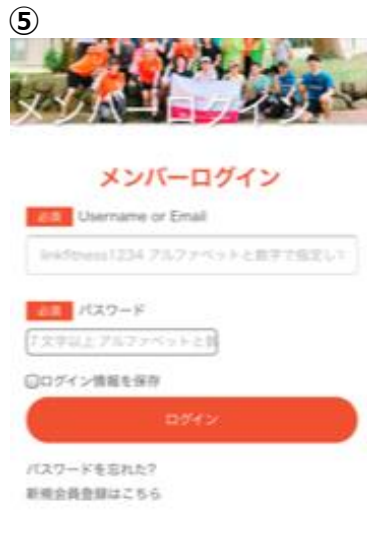 ⑤
メンバーログイン
メンバーログイン
必須 Username or Email
linkfitness1234 アルファベットと数字で指定し
必須 パスワード
7文字以上 アルファベットと数
ログイン情報を保存
ログイン
パスワードを忘れた?
新規会員登録はこちら